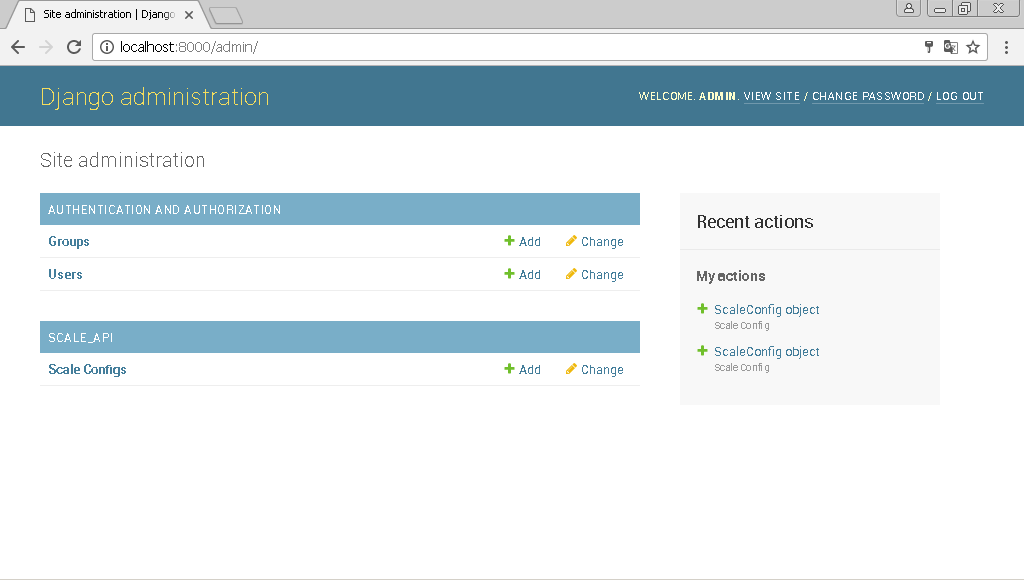 Site administration | Django
localhost:8000/admin/
Django administration
WELCOME, ADMIN. VIEW SITE / CHANGE PASSWORD / LOG OUT
Site administration
AUTHENTICATION AND AUTHORIZATION
Groups Add Change
Users Add Change
SCALE_API
Scale Configs Add Change
Recent actions
My actions
ScaleConfig object
Scale Config
ScaleConfig object
Scale Config